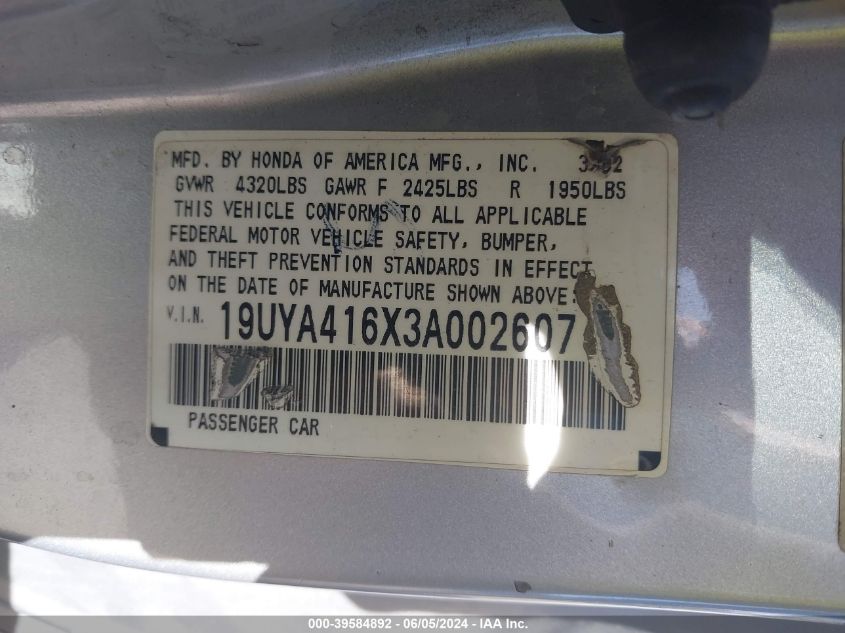 MFD. BY HONDA OF AMERICA MFG., INC.
GVWR 4320LBS GAWR F 2425LBS R 1950LBS
THIS VEHICLE CONFORMS TO ALL APPLICABLE
FEDERAL MOTOR VEHICLE SAFETY, BUMPER,
AND THEFT PREVENTION STANDARDS IN EFFECT
ON THE DATE OF MANUFACTURE SHOWN ABOVE:
V.I.N. 19UYA416X3A002607
PASSENGER CAR
000-39584892 - 06/05/2024 - IAA Inc.